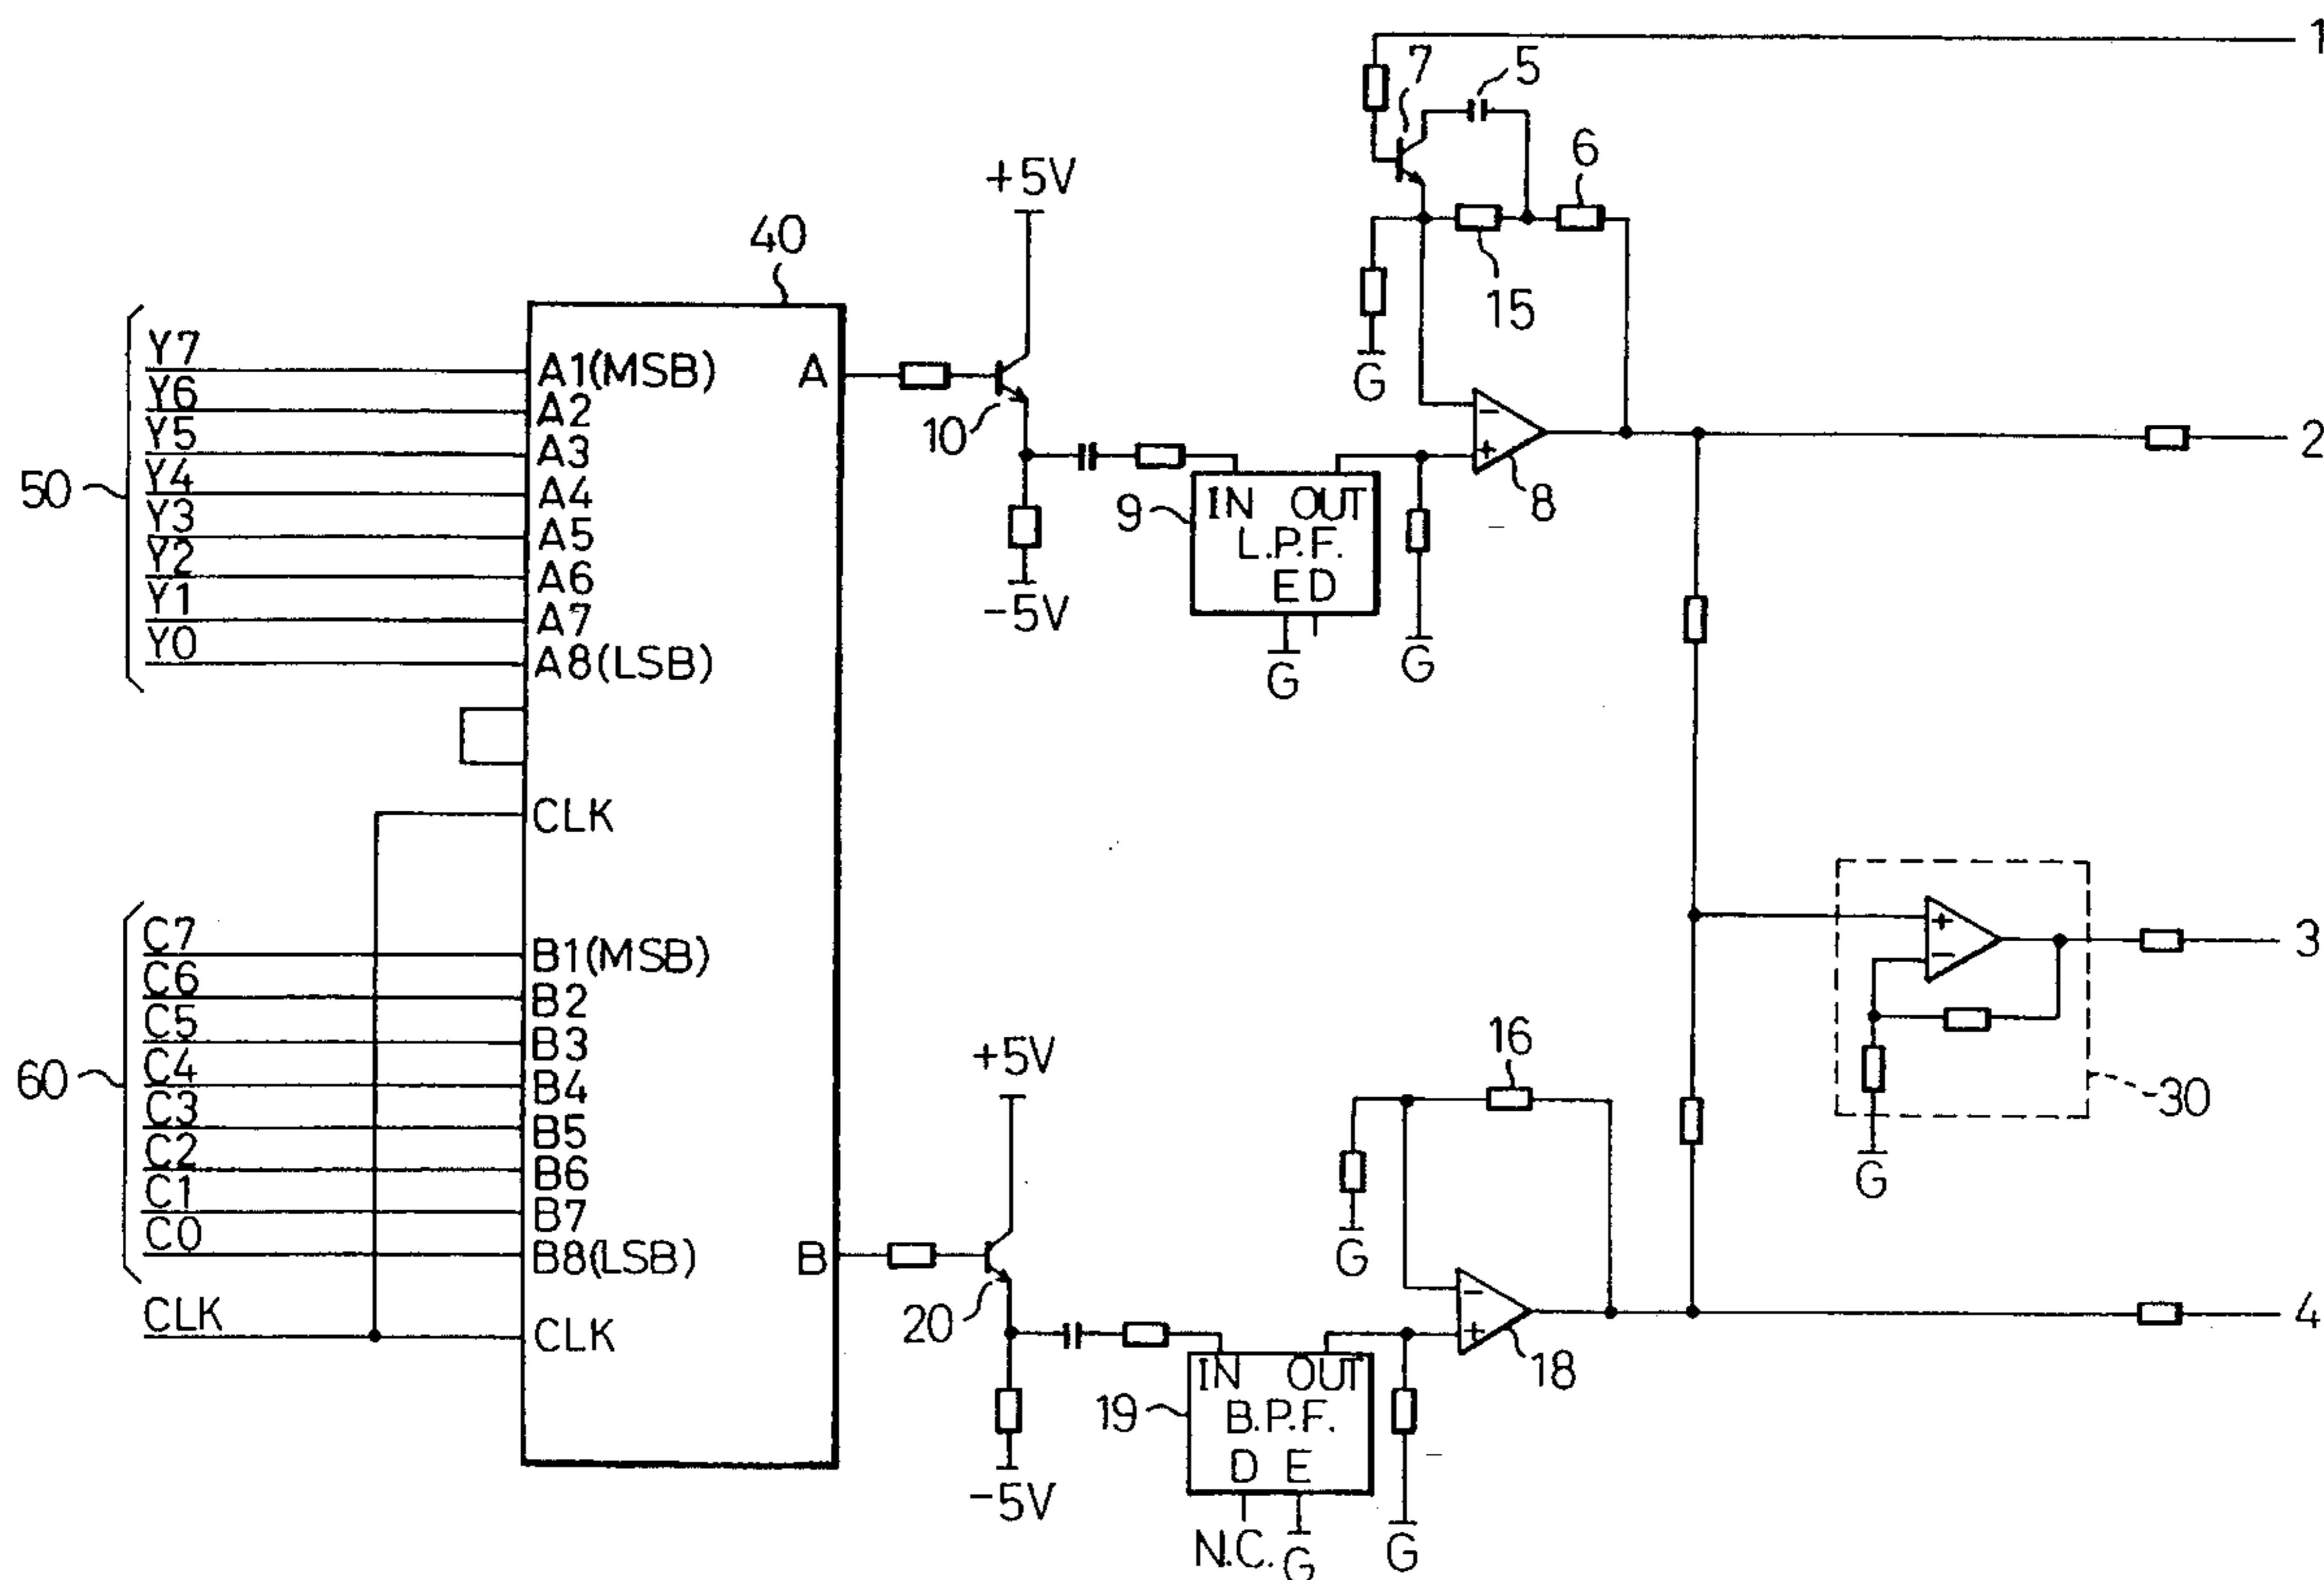 1
7
5
6
+5V
40
15
50
Y7
Y6
Y5
Y4
Y3
Y2
Y1
Y0
A1(MSB)
A2
A3
A4
A5
A6
A7
A8(LSB)
A
10
-5V
G
-
+
8
2
9
IN OUT
L.P.F.
E D
G
G
CLK
60
C7
C6
C5
C4
C3
C2
C1
C0
CLK
B1(MSB)
B2
B3
B4
B5
B6
B7
B8(LSB)
CLK
B
+5V
20
-5V
16
G
-
+
18
+
-
3
30
G
4
19
IN OUT
B.P.F.
D E
N.C.
G
G